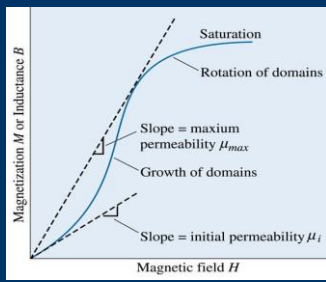 Magnetization M or Inductance B
Saturation
Rotation of domains
Slope = maxium
permeability μmax
Growth of domains
Slope = initial permeability μi
Magnetic field H